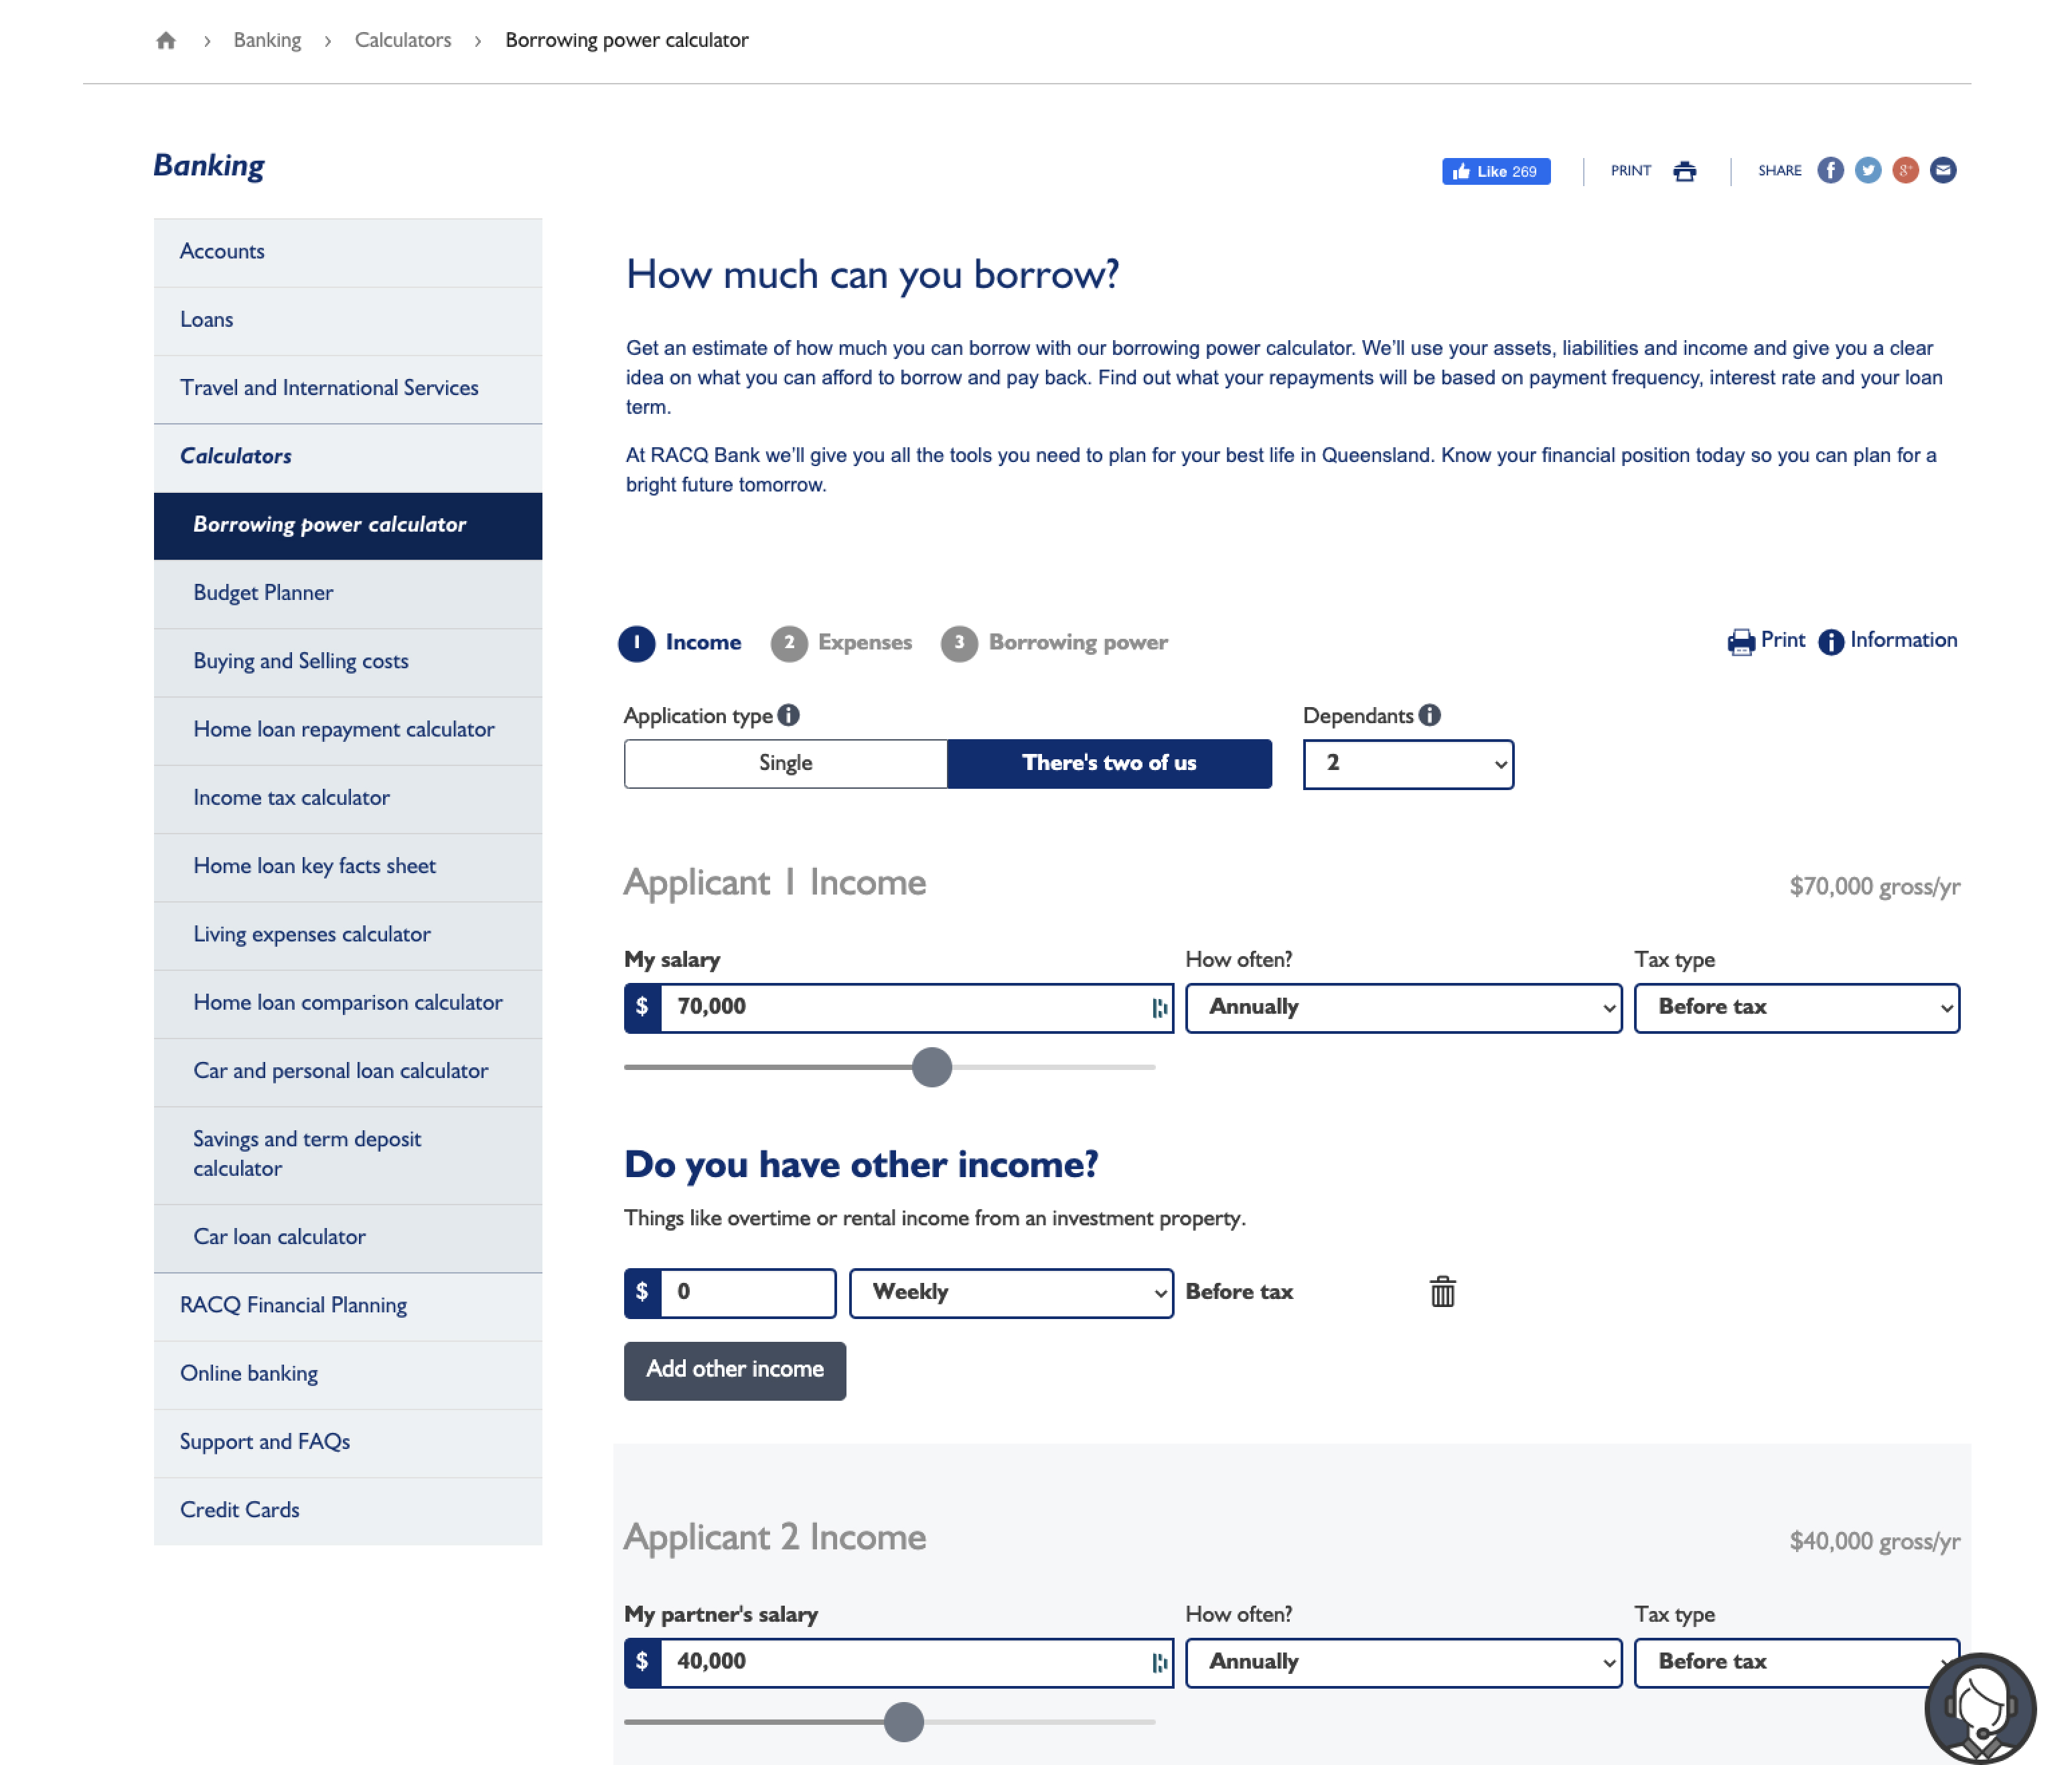 Banking
Calculators
Borrowing power calculator
Banking
Like 269
PRINT
SHARE
Accounts
Loans
Travel and International Services
Calculators
Borrowing power calculator
Budget Planner
Buying and Selling costs
Home loan repayment calculator
Income tax calculator
Home loan key facts sheet
Living expenses calculator
Home loan comparison calculator
Car and personal loan calculator
Savings and term deposit
calculator
Car loan calculator
RACQ Financial Planning
Online banking
Support and FAQs
Credit Cards
How much can you borrow?
Get an estimate of how much you can borrow with our borrowing power calculator. We'll use your assets, liabilities and income and give you a clear
idea on what you can afford to borrow and pay back. Find out what your repayments will be based on payment frequency, interest rate and your loan
term.
At RACQ Bank we'll give you all the tools you need to plan for your best life in Queensland. Know your financial position today so you can plan for a
bright future tomorrow.
1 Income 2 Expenses 3 Borrowing power
Print Information
Application type
Dependants
Single There's two of us
2
Applicant 1 Income
$70,000 gross/yr
My salary How often? Tax type
$ 70,000 Annually Before tax
Do you have other income?
Things like overtime or rental income from an investment property.
$ 0 Weekly Before tax
Add other income
Applicant 2 Income
$40,000 gross/yr
My partner's salary How often? Tax type
$ 40,000 Annually Before tax